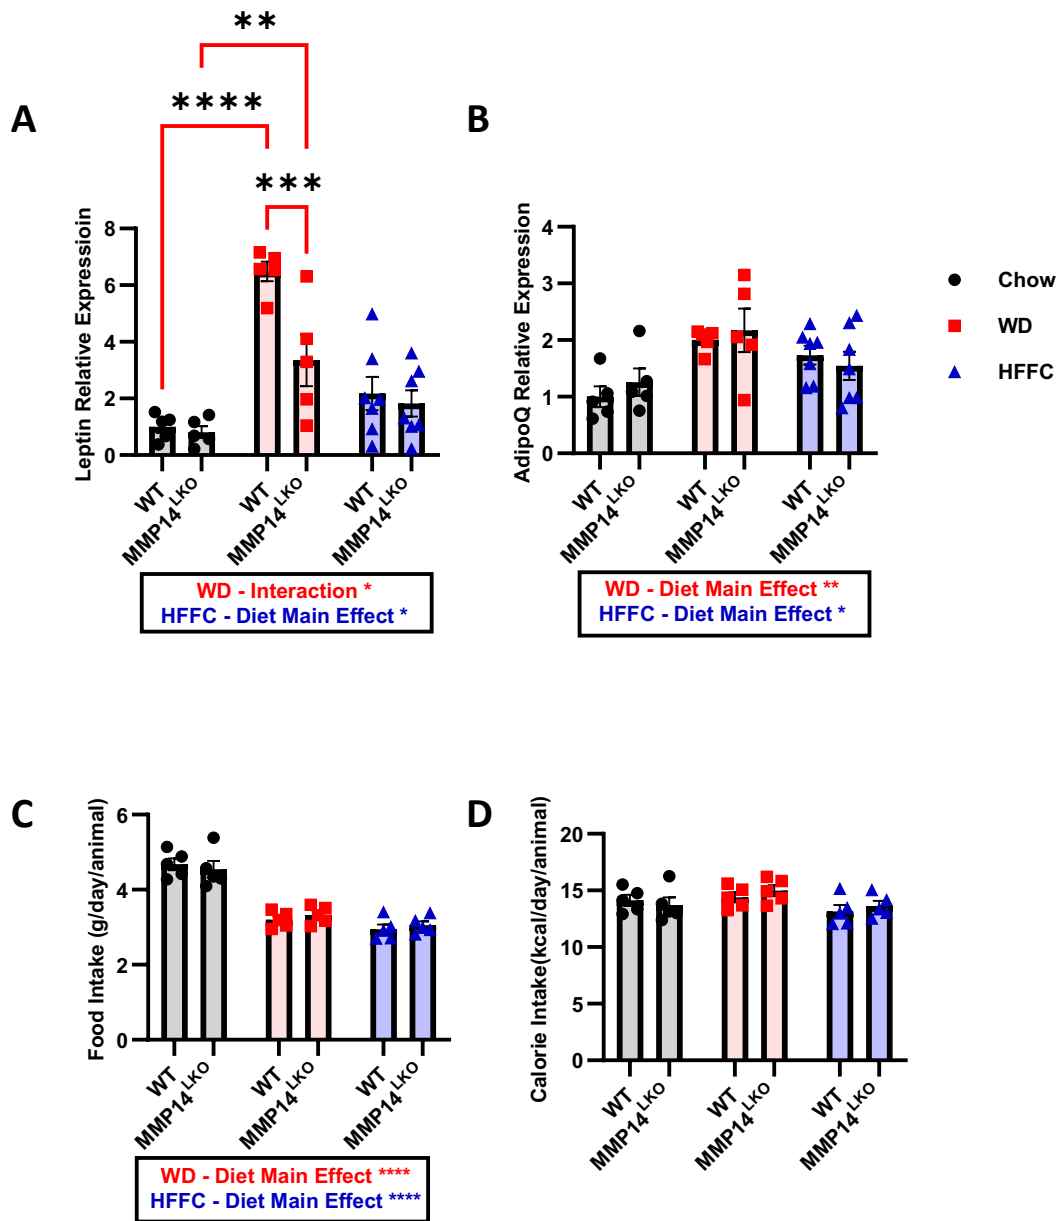 **
****
A
B
***
Leptin Relative Expressioin
8
6
4
2
0
WT
MMP14LKO
WT
MMP14LKO
WT
MMP14LKO
WD - Interaction *
HFFC - Diet Main Effect *
AdipoQ Relative Expression
4
3
2
1
0
WT
MMP14LKO
WT
MMP14LKO
WT
MMP14LKO
WD - Diet Main Effect **
HFFC - Diet Main Effect *
Chow
WD
HFFC
C
Food Intake (g/day/animal)
6
4
2
0
WT
MMP14LKO
WT
MMP14LKO
WT
MMP14LKO
WD - Diet Main Effect ****
HFFC - Diet Main Effect ****
D
Calorie Intake(kcal/day/animal)
20
15
10
5
0
WT
MMP14LKO
WT
MMP14LKO
WT
MMP14LKO